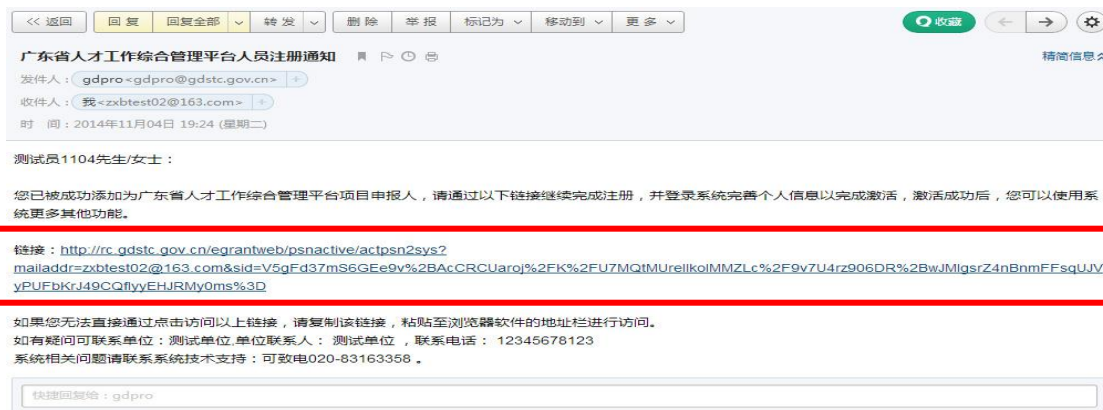 << 返回 回 复 回复全部 转 发 删 除 举 报 标记为 移动到 更 多 收藏
广东省人才工作综合管理平台人员注册通知 精简信息
发件人：gdpro<gdpro@gdstc.gov.cn>
收件人：我<zxbtest02@163.com>
时 间：2014年11月04日 19:24 (星期二)
测试员1104先生/女士：
您已被成功添加为广东省人才工作综合管理平台项目申报人，请通过以下链接继续完成注册，并登录系统完善个人信息以完成激活，激活成功后，您可以使用系
统更多其他功能。
链接：http://rc.gdstc.gov.cn/egrantweb/psnactive/actpsn2sys?
mailaddr=zxbtest02@163.com&sid=V5gFd37mS6GEe9v%2BAcCRCUaroj%2FK%2FU7MQtMUrellkolMMZLc%2F9v7U4rz906DR%2BwJMlgsrZ4nBnmFFsqUJV
yPUFbKrJ49CQflyyEHJRMy0ms%3D
如果您无法直接通过点击访问以上链接，请复制该链接，粘贴至浏览器软件的地址栏进行访问。
如有疑问可联系单位：测试单位,单位联系人： 测试单位 ，联系电话： 12345678123
系统相关问题请联系系统技术支持：可致电020-83163358 。
快捷回复给：gdpro